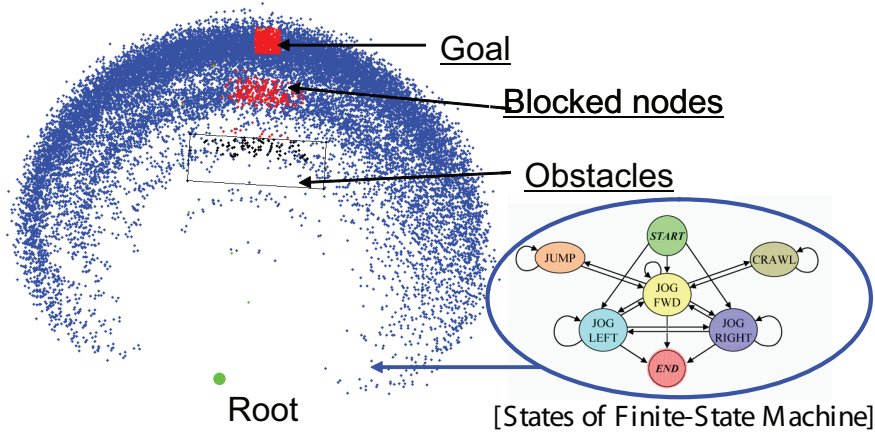 Goal
Blocked nodes
Obstacles
START
JUMP
CRAWL
JOG
FWD
JOG
LEFT
JOG
RIGHT
END
Root
[States of Finite-State Machine]